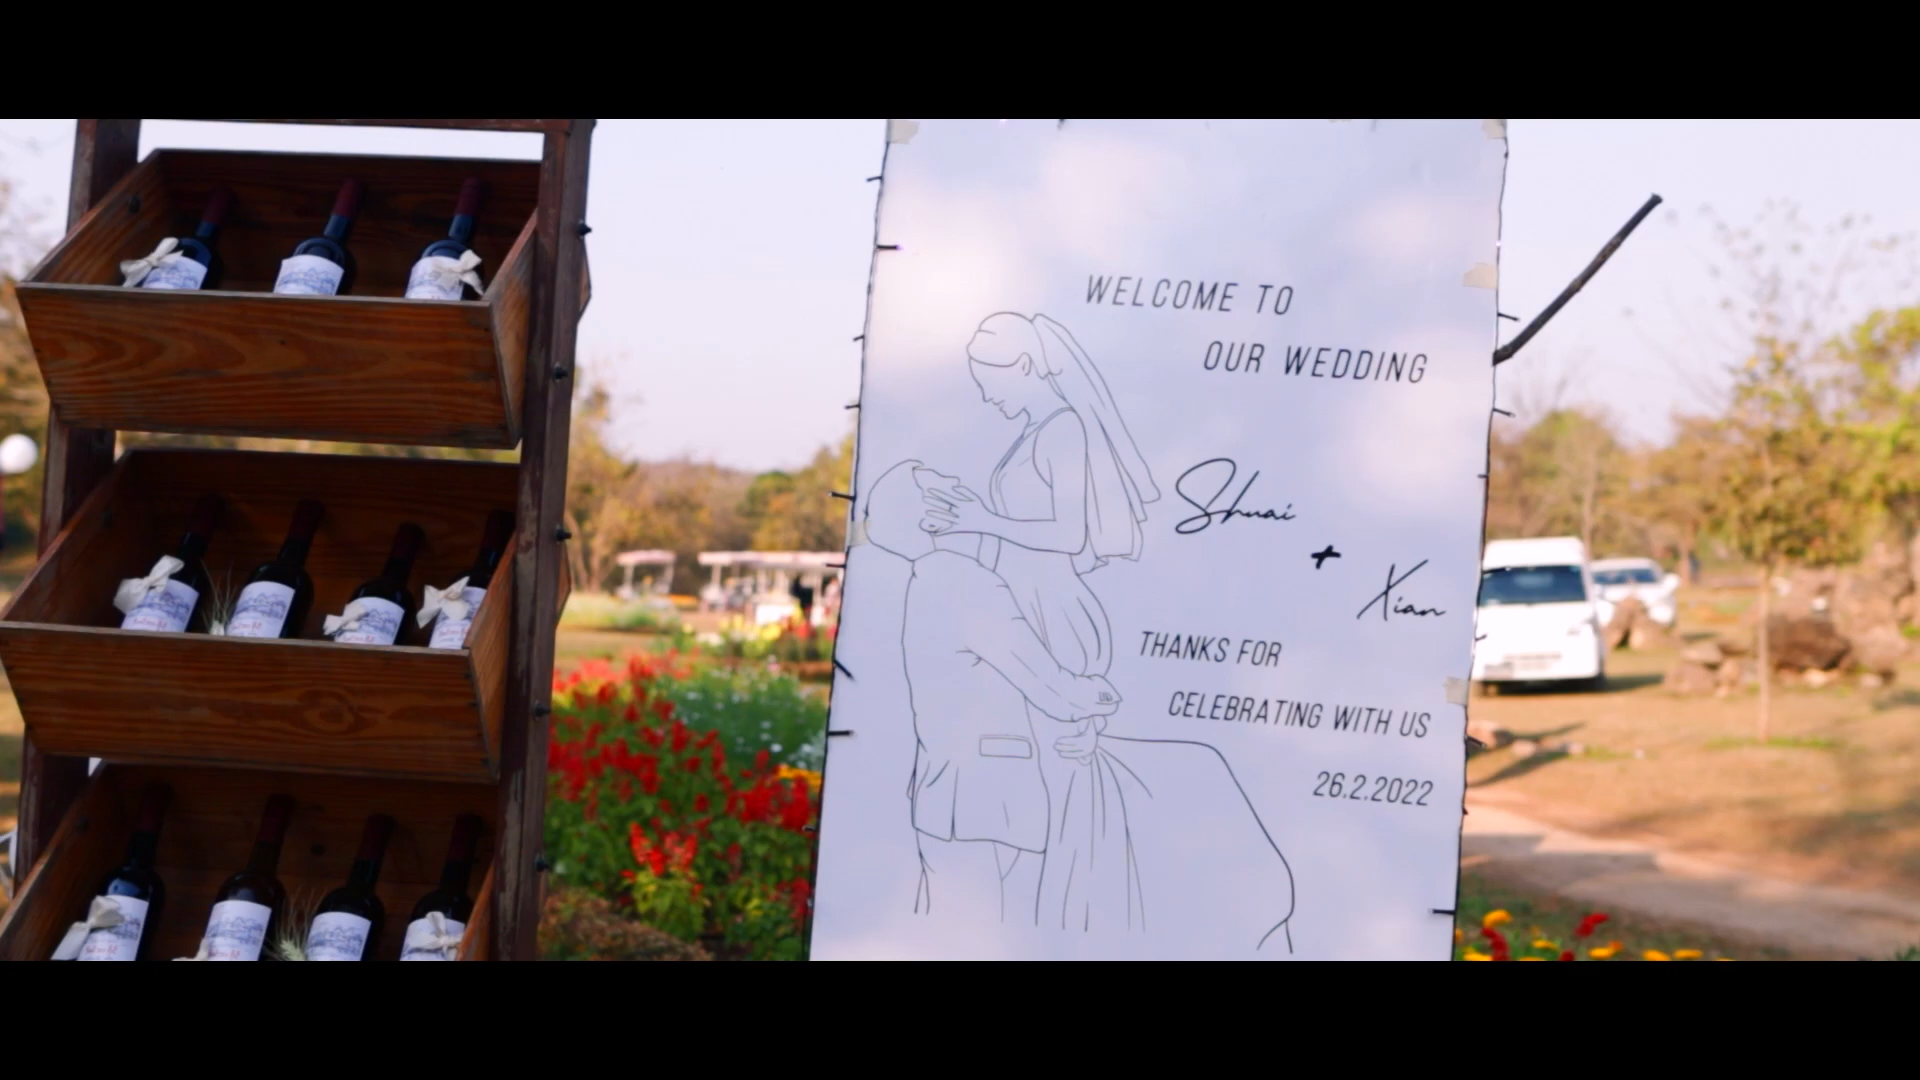 WELCOME TO
OUR WEDDING
Shuai
+
Xian
THANKS FOR
CELEBRATING WITH US
26.2.2022